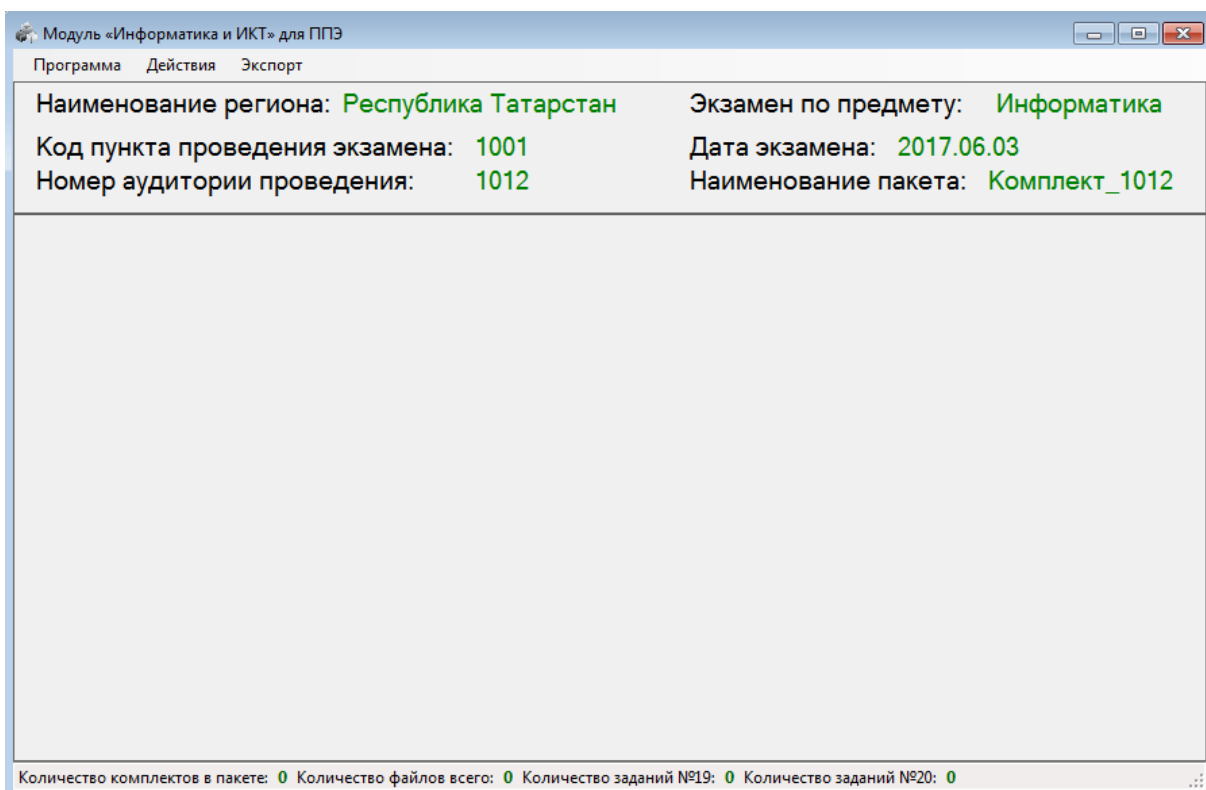 Модуль «Информатика и ИКТ» для ППЭ
Программа Действия Экспорт
Наименование региона: Республика Татарстан Экзамен по предмету: Информатика
Код пункта проведения экзамена: 1001 Дата экзамена: 2017.06.03
Номер аудитории проведения: 1012 Наименование пакета: Комплект_1012
Количество комплектов в пакете: 0 Количество файлов всего: 0 Количество заданий №19: 0 Количество заданий №20: 0